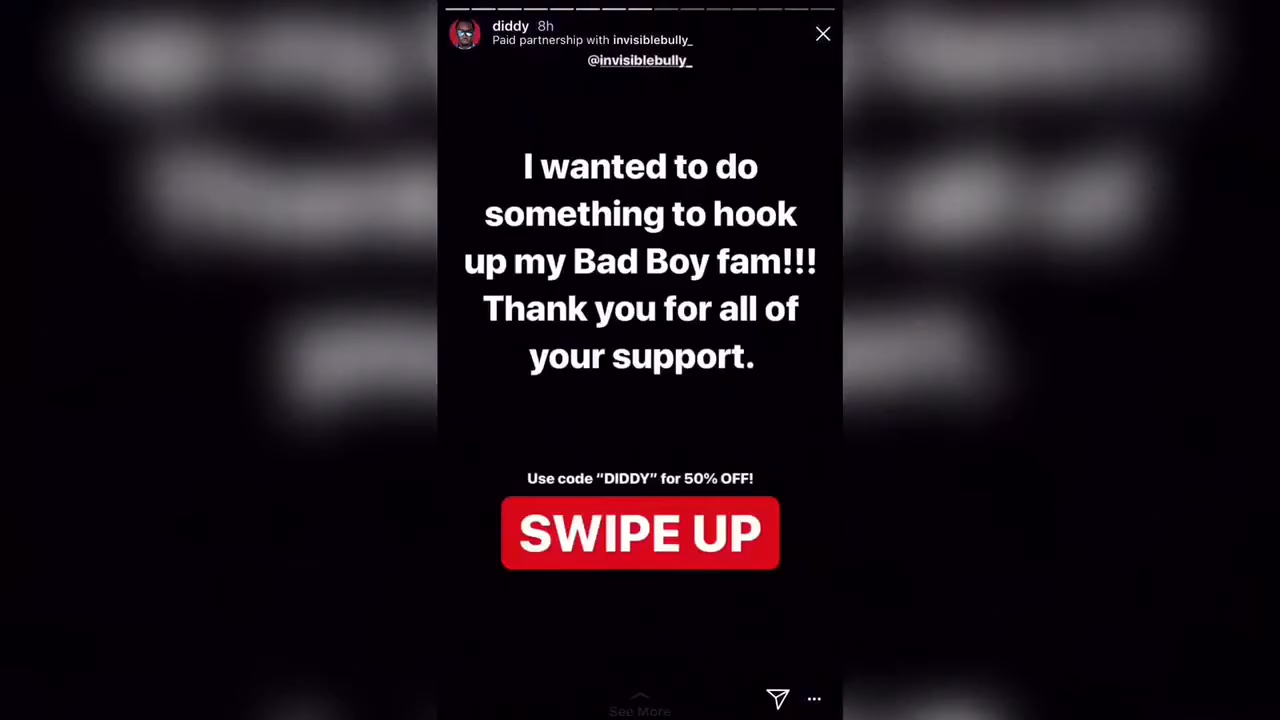 diddy 8h
Paid partnership with invisiblebully_
@invisiblebully_
I wanted to do
something to hook
up my Bad Boy fam!!!
Thank you for all of
your support.
Use code “DIDDY” for 50% OFF!
SWIPE UP
See More